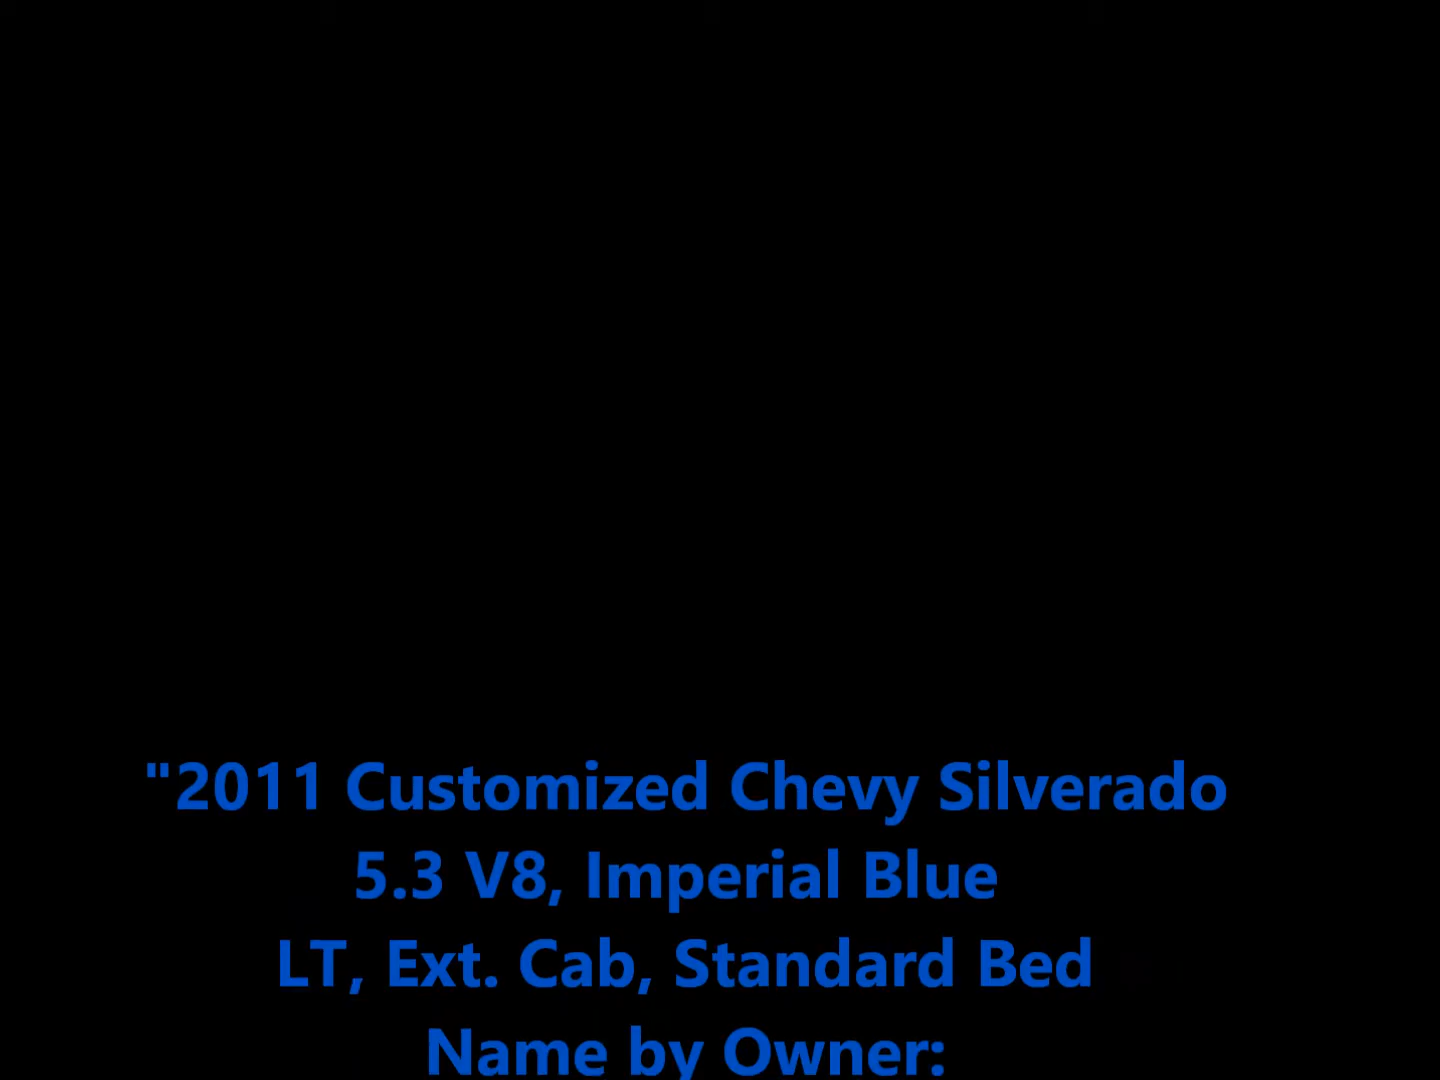 "2011 Customized Chevy Silverado
5.3 V8, Imperial Blue
LT, Ext. Cab, Standard Bed
Name by Owner: